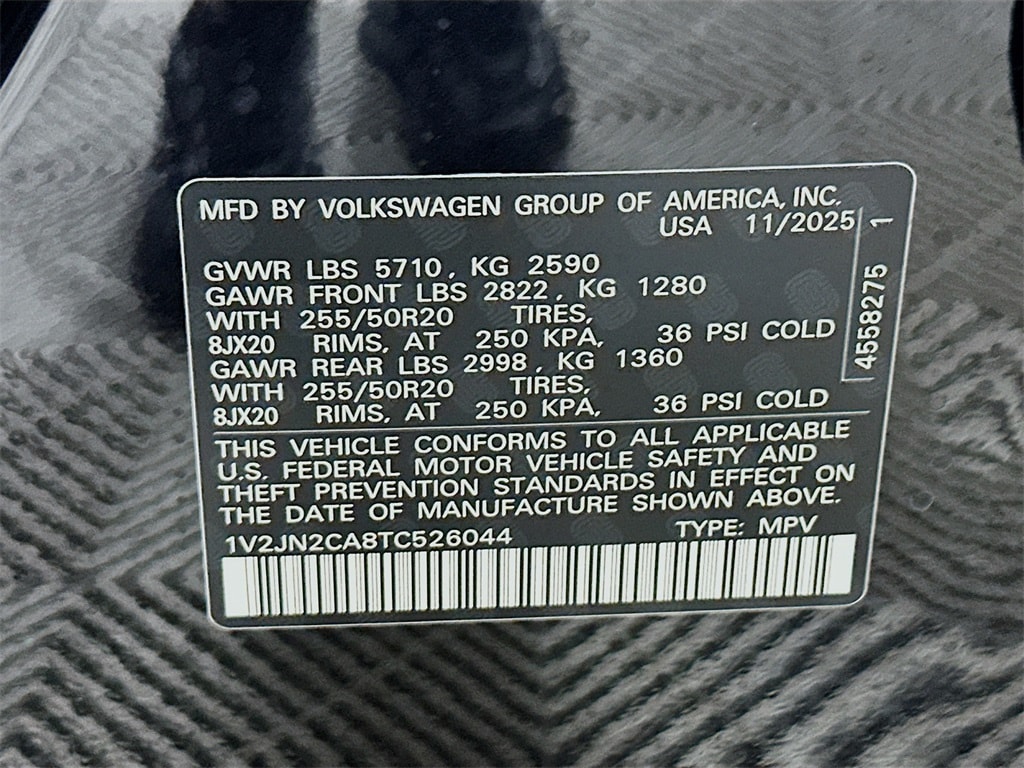 MFD BY VOLKSWAGEN GROUP OF AMERICA, INC.
USA 11/2025
GVWR LBS 5710, KG 2590
GAWR FRONT LBS 2822, KG 1280
WITH 255/50R20 TIRES,
8JX20 RIMS, AT 250 KPA, 36 PSI COLD
GAWR REAR LBS 2998, KG 1360
WITH 255/50R20 TIRES,
8JX20 RIMS, AT 250 KPA, 36 PSI COLD
4558275 1
THIS VEHICLE CONFORMS TO ALL APPLICABLE
U.S. FEDERAL MOTOR VEHICLE SAFETY AND
THEFT PREVENTION STANDARDS IN EFFECT ON
THE DATE OF MANUFACTURE SHOWN ABOVE.
1V2JN2CA8TC526044 TYPE: MPV